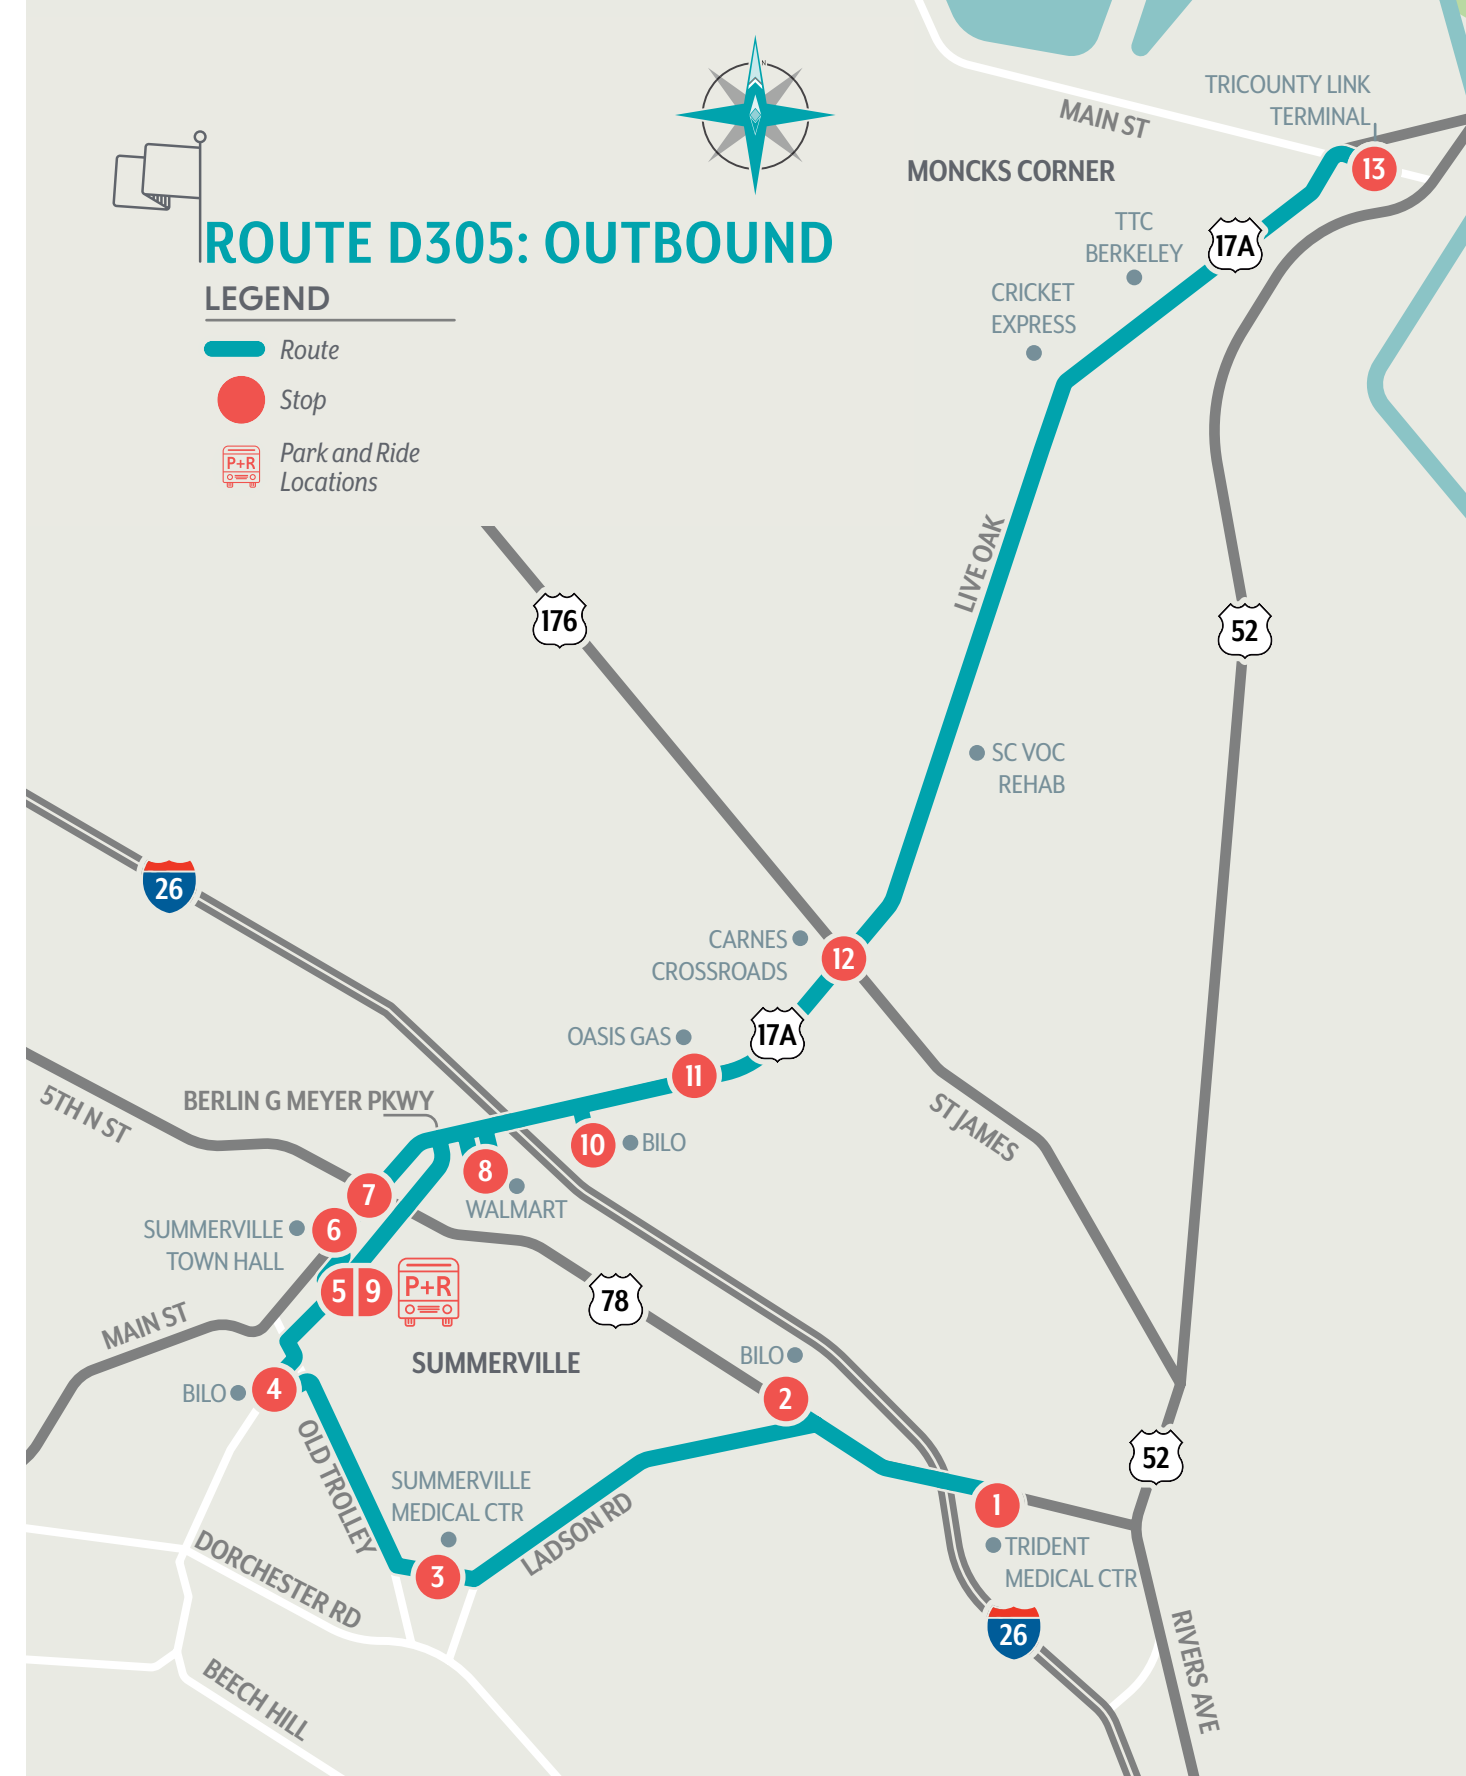 N
TRICOUNTY LINK
TERMINAL
MAIN ST
13
MONCKS CORNER
ROUTE D305: OUTBOUND
TTC
BERKELEY
17A
LEGEND
CRICKET
EXPRESS
Route
Stop
P+R
Park and Ride
Locations
LIVE OAK
176
52
SC VOC
REHAB
26
CARNES
CROSSROADS
12
OASIS GAS
17A
11
BERLIN G MEYER PKWY
5TH N ST
ST JAMES
10
BILO
8
7
WALMART
SUMMERVILLE
TOWN HALL
6
5
9
P+R
78
MAIN ST
SUMMERVILLE
BILO
2
BILO
4
OLD TROLLEY
52
SUMMERVILLE
MEDICAL CTR
1
LADSON RD
TRIDENT
MEDICAL CTR
3
DORCHESTER RD
26
RIVERS AVE
BEECH HILL